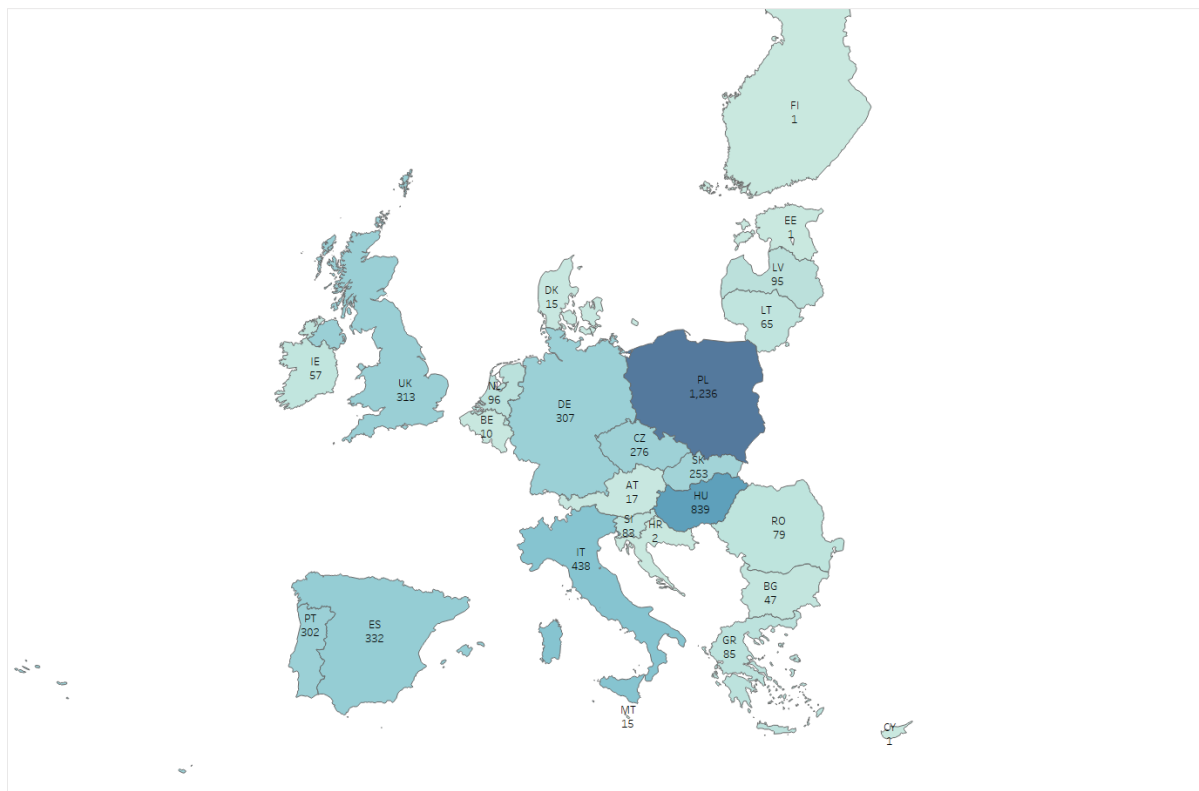 FI
1
EE
1
LV
95
LT
65
DK
15
IE
57
UK
313
NL
96
BE
10
DE
307
PL
1,236
CZ
276
SK
253
AT
17
HU
839
SI
83
HR
2
RO
79
IT
438
BG
47
PT
302
ES
332
GR
85
MT
15
CY
1